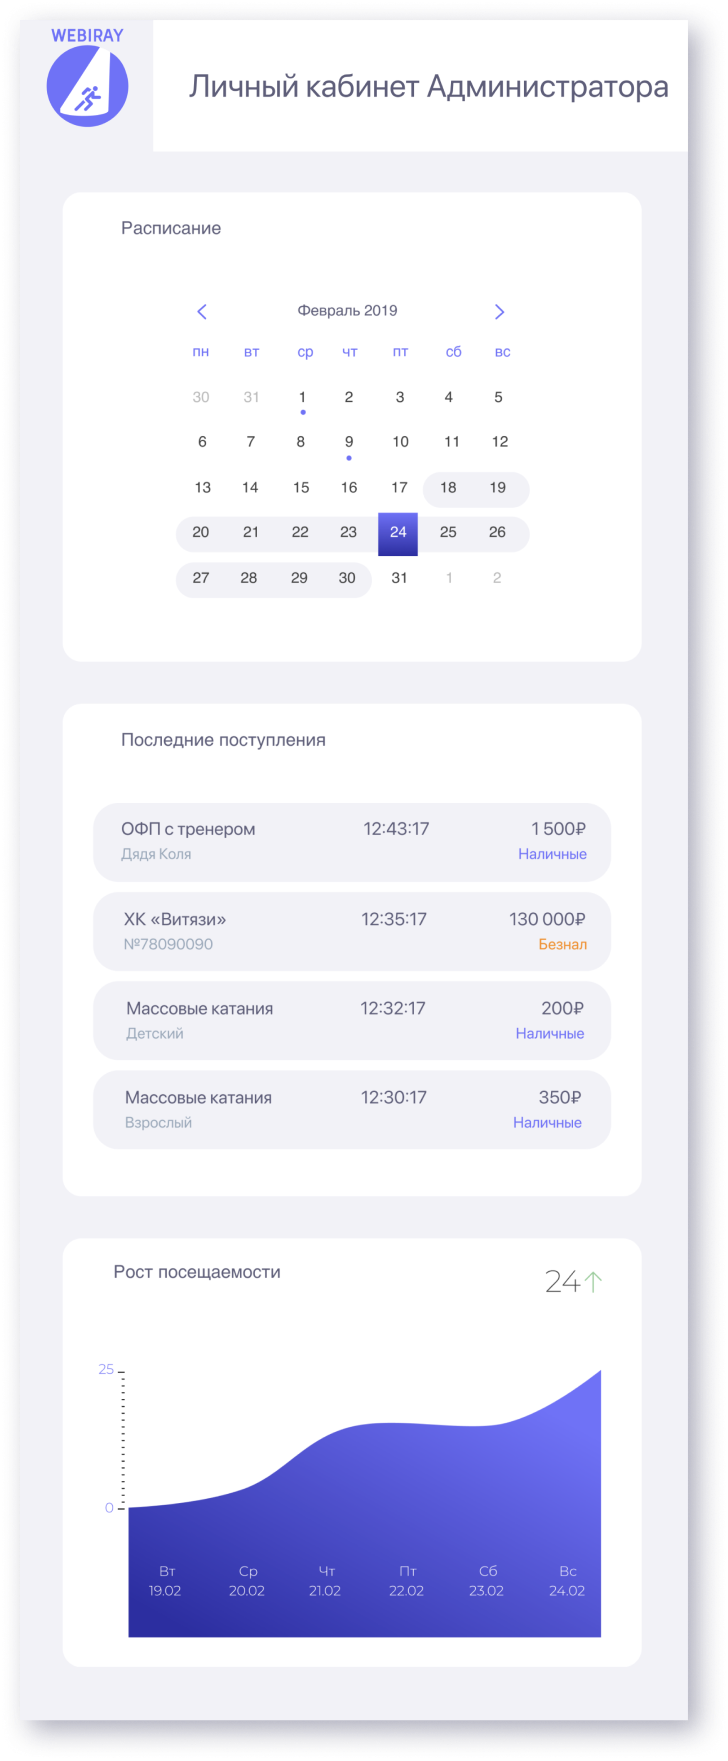 WEBIRAY
Личный кабинет Администратора
Расписание
Февраль 2019
пн вт ср чт пт сб вс
30 31 1 2 3 4 5
6 7 8 9 10 11 12
13 14 15 16 17 18 19
20 21 22 23 24 25 26
27 28 29 30 31 1 2
Последние поступления
ОФП с тренером 12:43:17 1 500₽
Дядя Коля Наличные
ХК «Витязи» 12:35:17 130 000₽
№78090090 Безнал
Массовые катания 12:32:17 200₽
Детский Наличные
Массовые катания 12:30:17 350₽
Взрослый Наличные
Рост посещаемости
24↑
25
0
Вт Ср Чт Пт Сб Вс
19.02 20.02 21.02 22.02 23.02 24.02